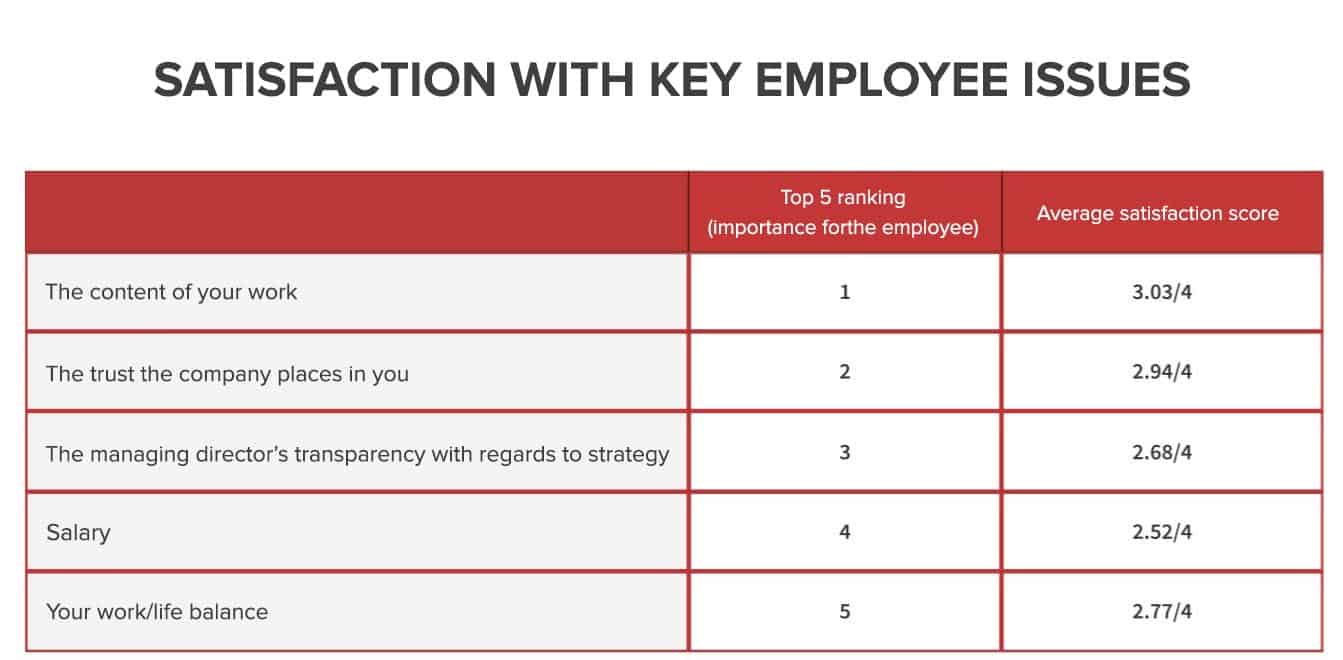 SATISFACTION WITH KEY EMPLOYEE ISSUES
Top 5 ranking
(importance forthe employee)
Average satisfaction score
The content of your work
1
3.03/4
The trust the company places in you
2
2.94/4
The managing director’s transparency with regards to strategy
3
2.68/4
Salary
4
2.52/4
Your work/life balance
5
2.77/4